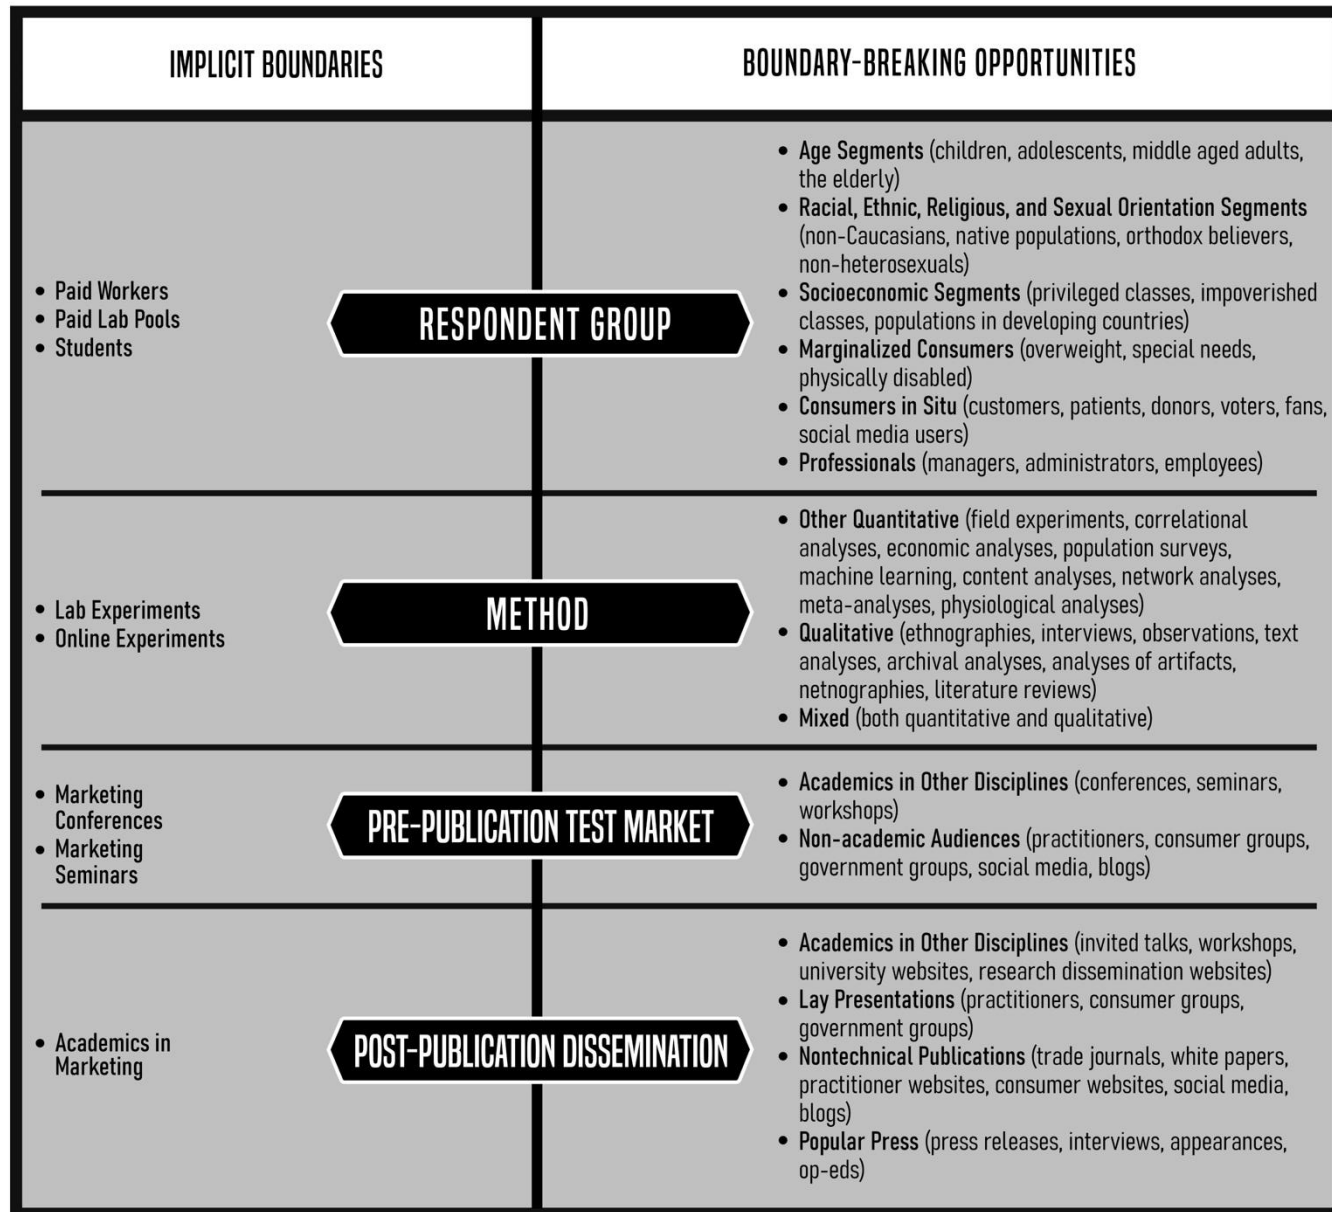 IMPLICIT BOUNDARIES
BOUNDARY-BREAKING OPPORTUNITIES
• Paid Workers
• Paid Lab Pools
• Students
RESPONDENT GROUP
• Age Segments (children, adolescents, middle aged adults,
the elderly)
• Racial, Ethnic, Religious, and Sexual Orientation Segments
(non-Caucasians, native populations, orthodox believers,
non-heterosexuals)
• Socioeconomic Segments (privileged classes, impoverished
classes, populations in developing countries)
• Marginalized Consumers (overweight, special needs,
physically disabled)
• Consumers in Situ (customers, patients, donors, voters, fans,
social media users)
• Professionals (managers, administrators, employees)
• Lab Experiments
• Online Experiments
METHOD
• Other Quantitative (field experiments, correlational
analyses, economic analyses, population surveys,
machine learning, content analyses, network analyses,
meta-analyses, physiological analyses)
• Qualitative (ethnographies, interviews, observations, text
analyses, archival analyses, analyses of artifacts,
netnographies, literature reviews)
• Mixed (both quantitative and qualitative)
• Marketing
Conferences
• Marketing
Seminars
PRE-PUBLICATION TEST MARKET
• Academics in Other Disciplines (conferences, seminars,
workshops)
• Non-academic Audiences (practitioners, consumer groups,
government groups, social media, blogs)
• Academics in
Marketing
POST-PUBLICATION DISSEMINATION
• Academics in Other Disciplines (invited talks, workshops,
university websites, research dissemination websites)
• Lay Presentations (practitioners, consumer groups,
government groups)
• Nontechnical Publications (trade journals, white papers,
practitioner websites, consumer websites, social media,
blogs)
• Popular Press (press releases, interviews, appearances,
op-eds)